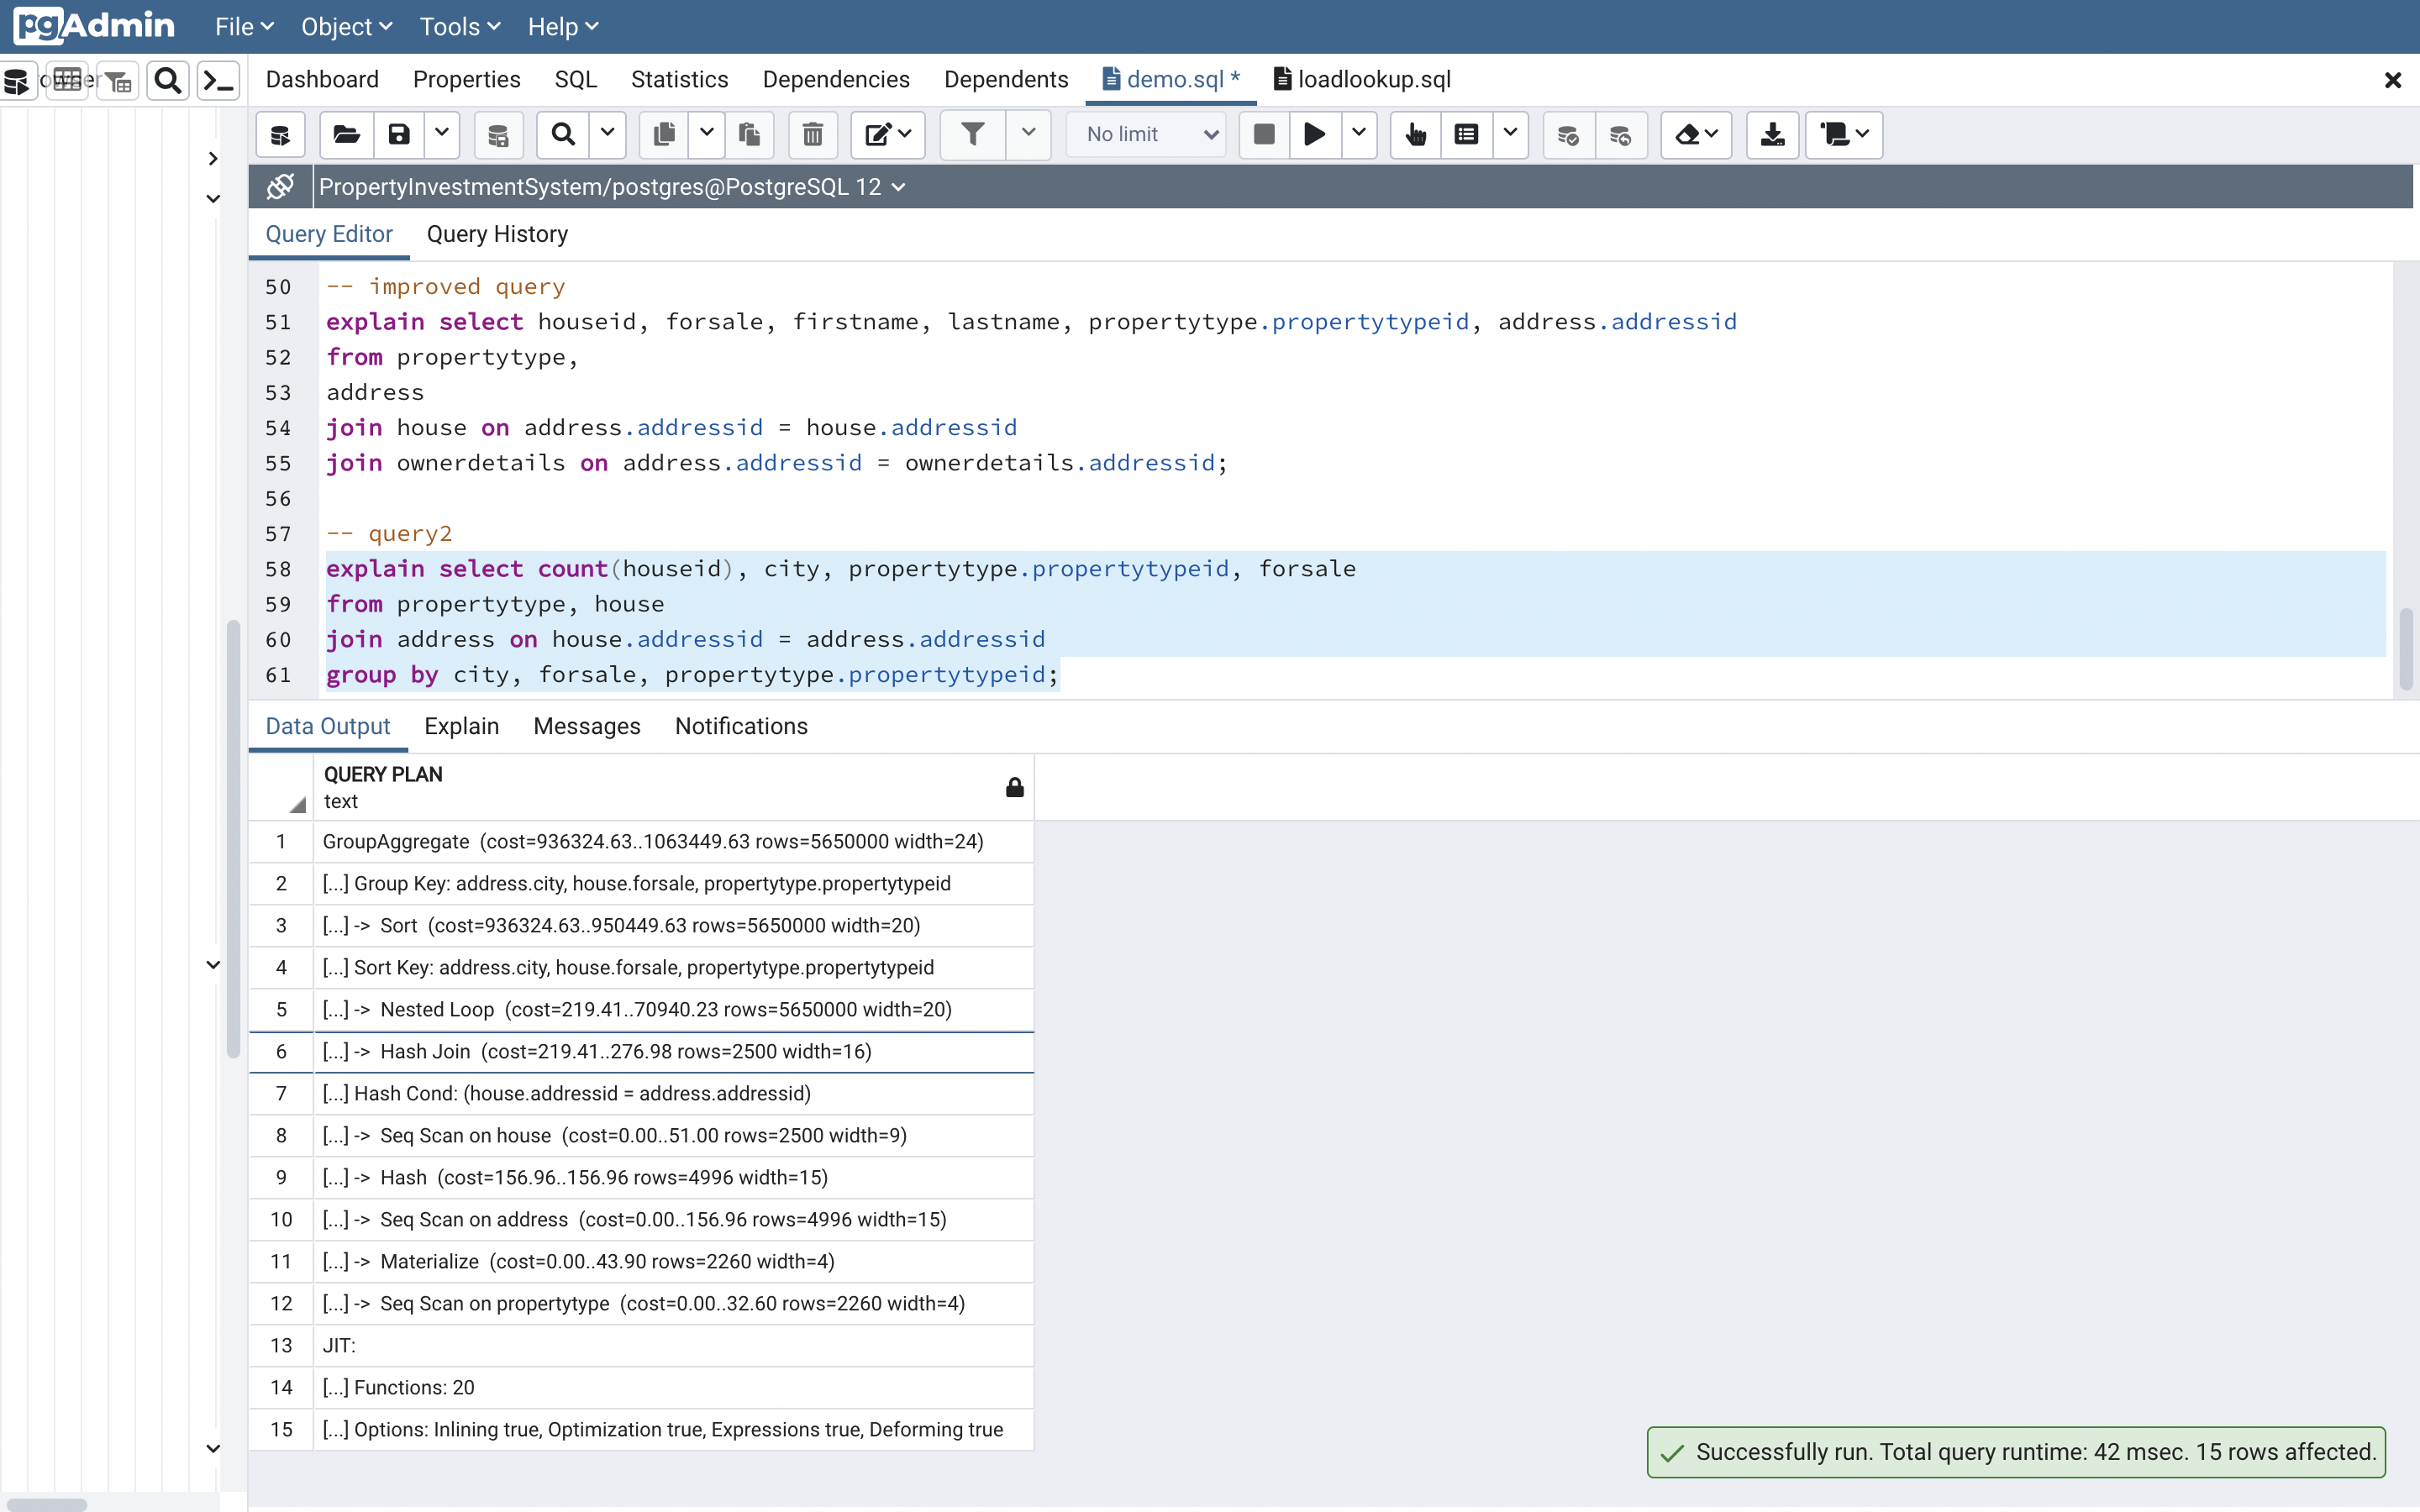 pgAdmin File Object Tools Help
Dashboard Properties SQL Statistics Dependencies Dependents demo.sql * loadlookup.sql
No limit
PropertyInvestmentSystem/postgres@PostgreSQL 12
Query Editor Query History
50 -- improved query
51 explain select houseid, forsale, firstname, lastname, propertytype.propertytypeid, address.addressid
52 from propertytype,
53 address
54 join house on address.addressid = house.addressid
55 join ownerdetails on address.addressid = ownerdetails.addressid;
56
57 -- query2
58 explain select count(houseid), city, propertytype.propertytypeid, forsale
59 from propertytype, house
60 join address on house.addressid = address.addressid
61 group by city, forsale, propertytype.propertytypeid;
Data Output Explain Messages Notifications
QUERY PLAN
text
1 GroupAggregate (cost=936324.63..1063449.63 rows=5650000 width=24)
2 [...] Group Key: address.city, house.forsale, propertytype.propertytypeid
3 [...] -> Sort (cost=936324.63..950449.63 rows=5650000 width=20)
4 [...] Sort Key: address.city, house.forsale, propertytype.propertytypeid
5 [...] -> Nested Loop (cost=219.41..70940.23 rows=5650000 width=20)
6 [...] -> Hash Join (cost=219.41..276.98 rows=2500 width=16)
7 [...] Hash Cond: (house.addressid = address.addressid)
8 [...] -> Seq Scan on house (cost=0.00..51.00 rows=2500 width=9)
9 [...] -> Hash (cost=156.96..156.96 rows=4996 width=15)
10 [...] -> Seq Scan on address (cost=0.00..156.96 rows=4996 width=15)
11 [...] -> Materialize (cost=0.00..43.90 rows=2260 width=4)
12 [...] -> Seq Scan on propertytype (cost=0.00..32.60 rows=2260 width=4)
13 JIT:
14 [...] Functions: 20
15 [...] Options: Inlining true, Optimization true, Expressions true, Deforming true
Successfully run. Total query runtime: 42 msec. 15 rows affected.